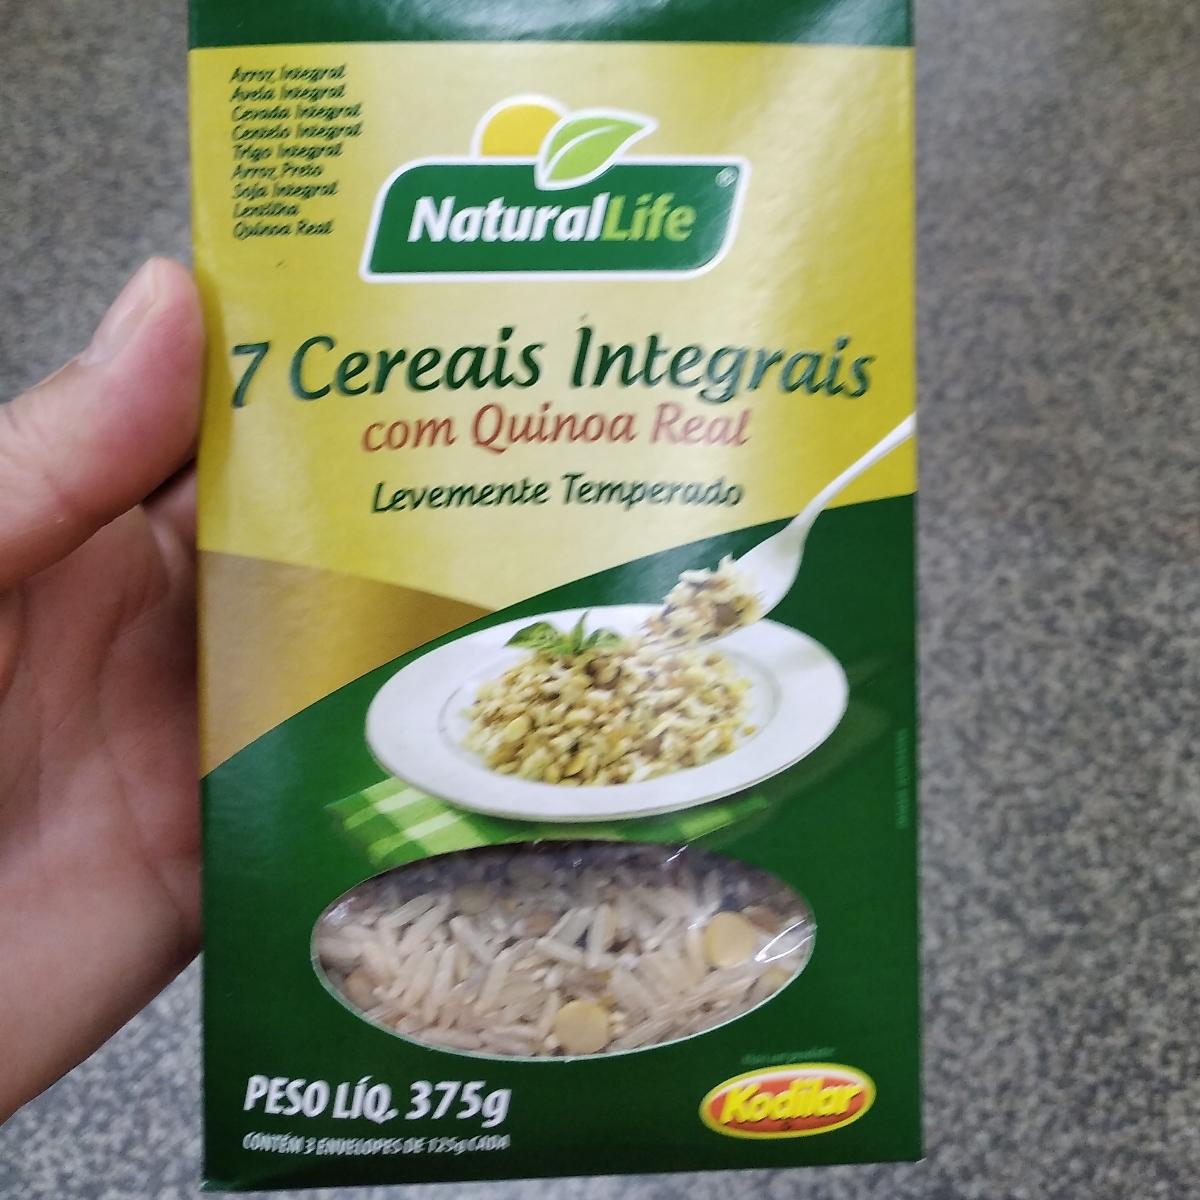 Arroz Integral
Aveia Integral
Cevada Integral
Centeio Integral
Trigo Integral
Arroz Preto
Soja Integral
Lentilha
Quinoa Real
NaturalLife®
7 Cereais Integrais
com Quinoa Real
Levemente Temperado
PESO LÍQ. 375g
CONTÉM 3 ENVELOPES DE 125g CADA
Kodilar